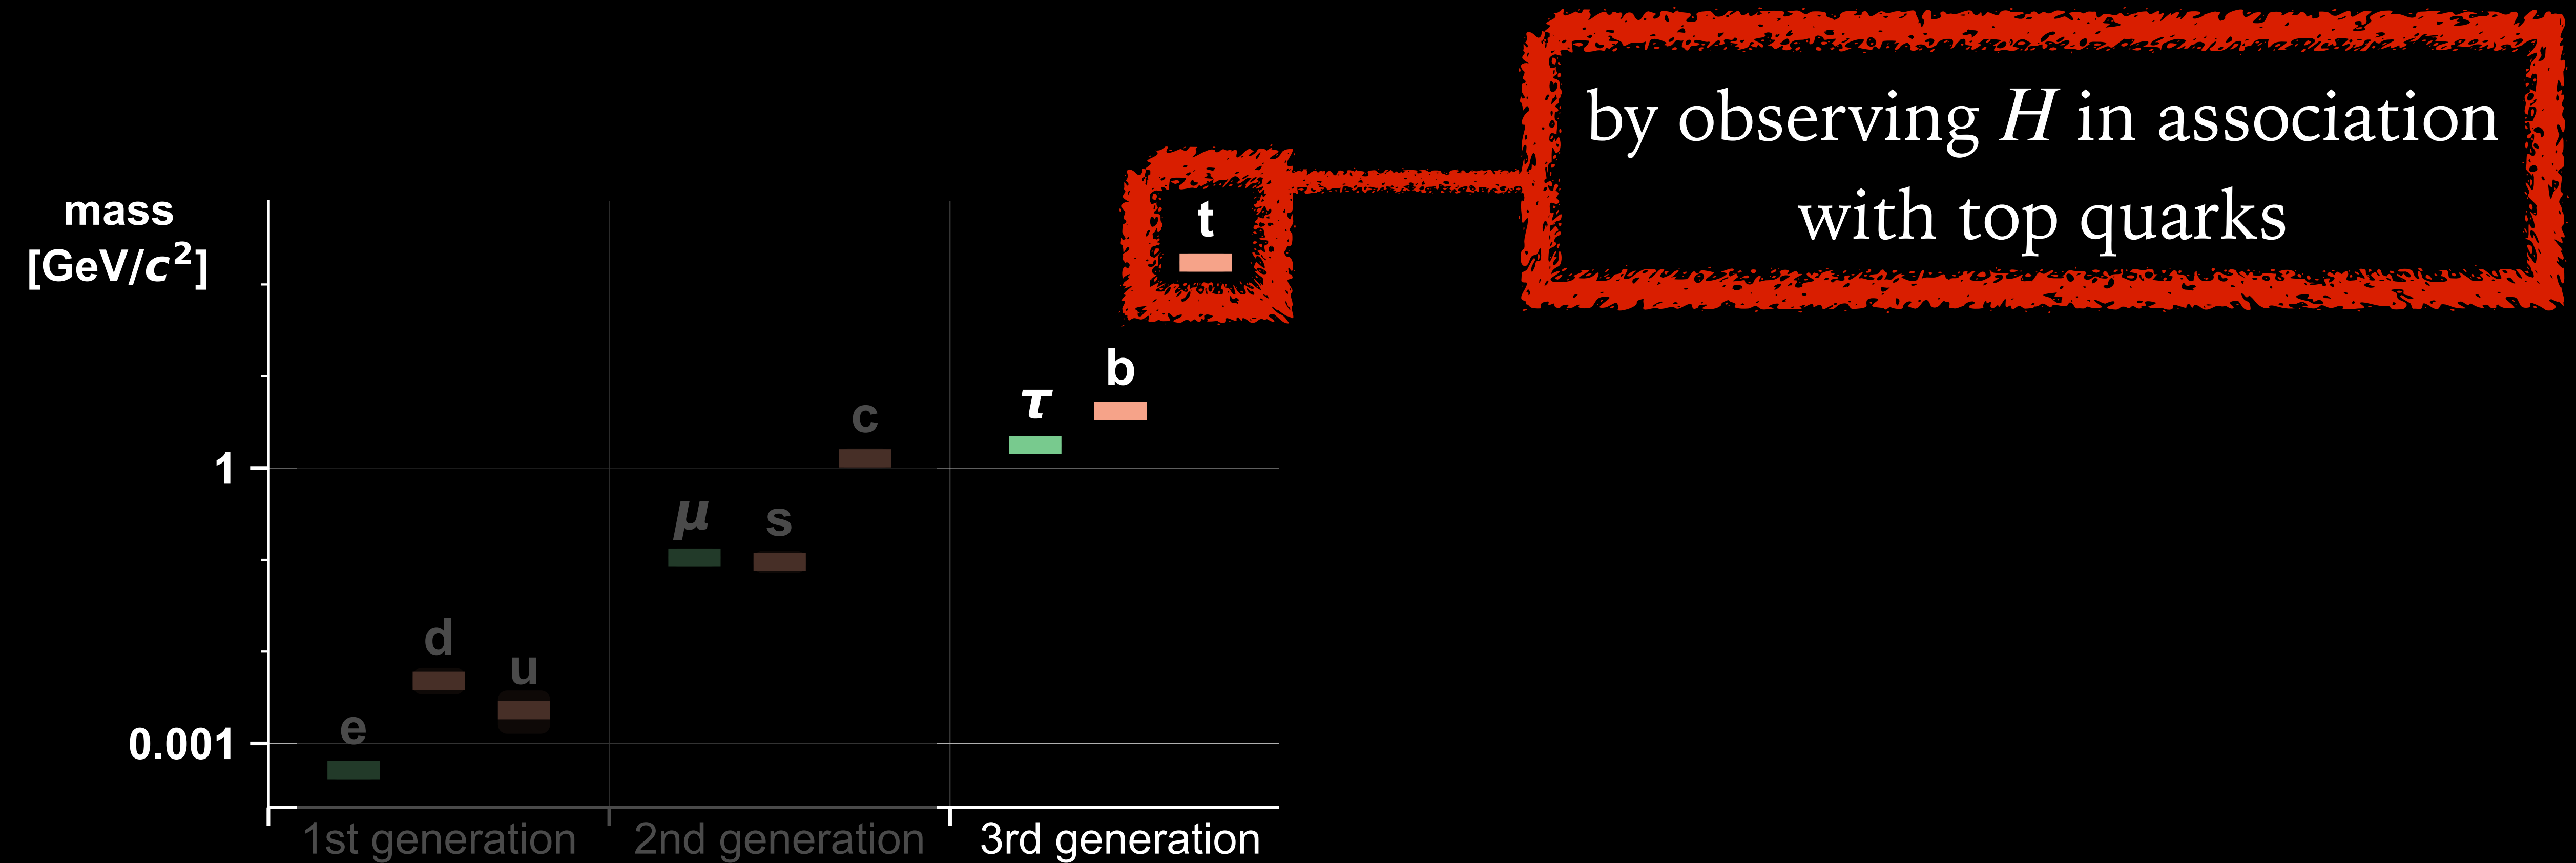 by observing H in association
with top quarks
mass
[GeV/c²]
t
b
τ
c
1
μ
s
d
u
e
0.001
1st generation
2nd generation
3rd generation